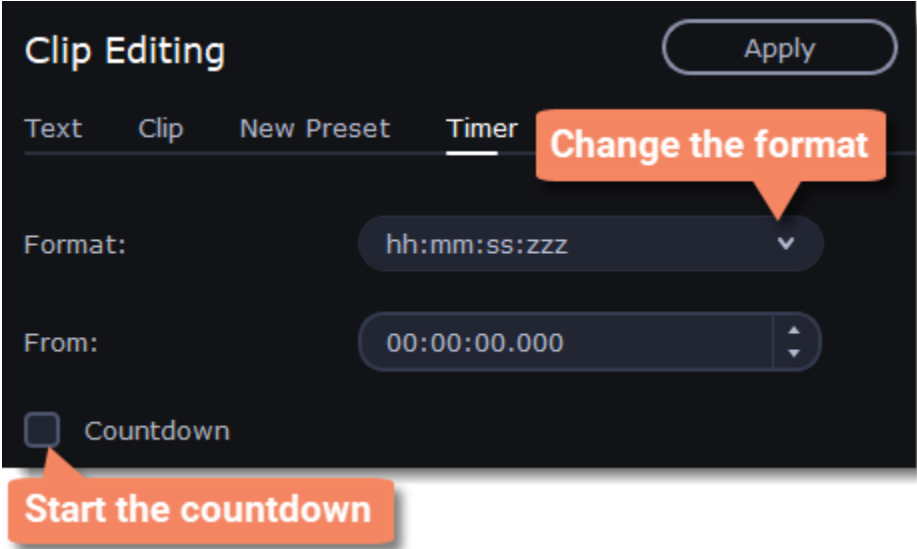 Clip Editing
Apply
Text Clip New Preset Timer
Change the format
Format: hh:mm:ss:zzz
From: 00:00:00.000
Countdown
Start the countdown